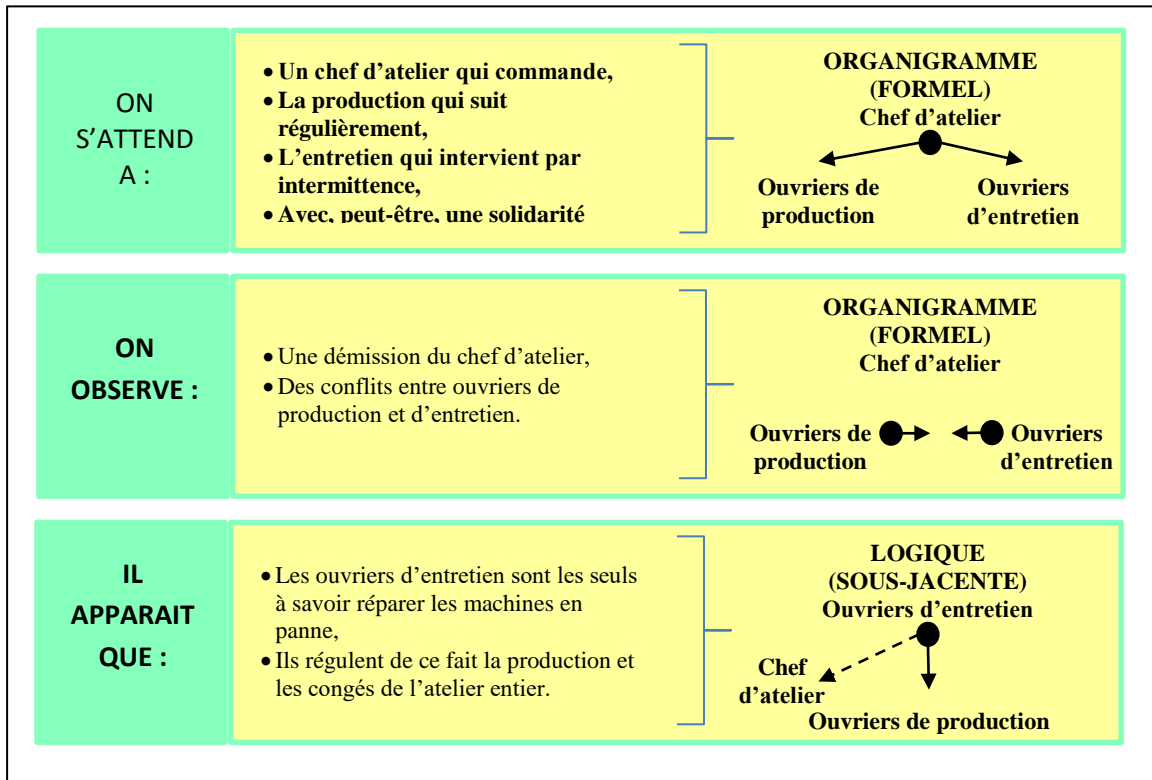 ON
S'ATTEND
A :
• Un chef d'atelier qui commande,
• La production qui suit
régulièrement,
• L'entretien qui intervient par
intermittence,
• Avec, peut-être, une solidarité
ORGANIGRAMME
(FORMEL)
Chef d'atelier
Ouvriers de
production
Ouvriers
d'entretien
ON
OBSERVE :
• Une démission du chef d'atelier,
• Des conflits entre ouvriers de
production et d'entretien.
ORGANIGRAMME
(FORMEL)
Chef d'atelier
Ouvriers de
production
Ouvriers
d'entretien
IL
APPARAIT
QUE :
• Les ouvriers d'entretien sont les seuls
à savoir réparer les machines en
panne,
• Ils régulent de ce fait la production et
les congés de l'atelier entier.
LOGIQUE
(SOUS-JACENTE)
Ouvriers d'entretien
Chef
d'atelier
Ouvriers de production